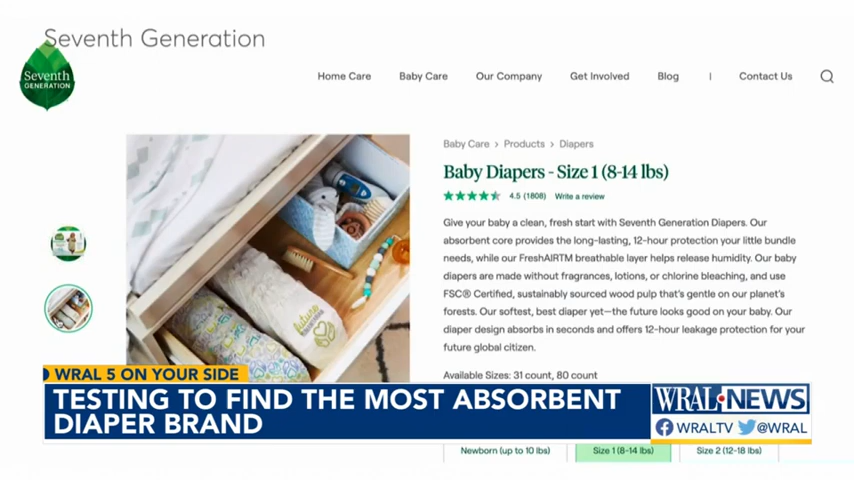 Seventh Generation
Seventh
GENERATION
Home Care Baby Care Our Company Get Involved Blog | Contact Us
Baby Care > Products > Diapers
Baby Diapers - Size 1 (8-14 lbs)
4.5 (1808) Write a review
Give your baby a clean, fresh start with Seventh Generation Diapers. Our
absorbent core provides the long-lasting, 12-hour protection your little bundle
needs, while our FreshAIRTM breathable layer helps release humidity. Our baby
diapers are made without fragrances, lotions, or chlorine bleaching, and use
FSC® Certified, sustainably sourced wood pulp that's gentle on our planet's
forests. Our softest, best diaper yet—the future looks good on your baby. Our
diaper design absorbs in seconds and offers 12-hour leakage protection for your
future global citizen.
Available Sizes: 31 count, 80 count
future
WRAL 5 ON YOUR SIDE
TESTING TO FIND THE MOST ABSORBENT
DIAPER BRAND
WRAL NEWS
WRALTV @WRAL
Newborn (up to 10 lbs) Size 1 (8-14 lbs) Size 2 (12-18 lbs)